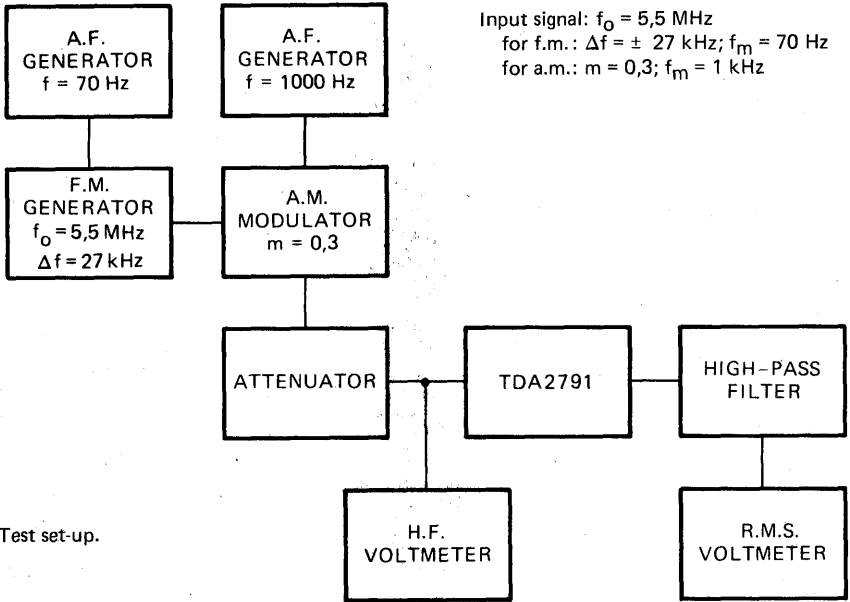 A.F.
GENERATOR
f = 70 Hz
A.F.
GENERATOR
f = 1000 Hz
Input signal: fo = 5,5 MHz
for f.m.: Δf = ± 27 kHz; fm = 70 Hz
for a.m.: m = 0,3; fm = 1 kHz
F.M.
GENERATOR
fo = 5,5 MHz
Δf = 27 kHz
A.M.
MODULATOR
m = 0,3
ATTENUATOR
TDA2791
HIGH-PASS
FILTER
Test set-up.
H.F.
VOLTMETER
R.M.S.
VOLTMETER